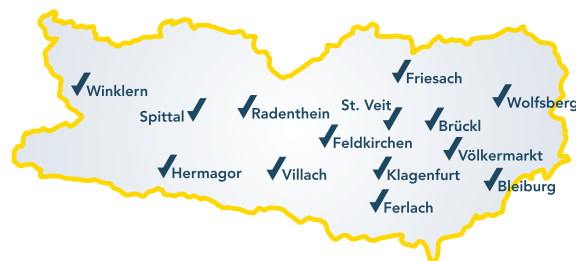 Friesach
Winklern
Wolfsberg
St. Veit
Spittal
Radenthein
Brückl
Feldkirchen
Völkermarkt
Hermagor
Villach
Klagenfurt
Bleiburg
Ferlach